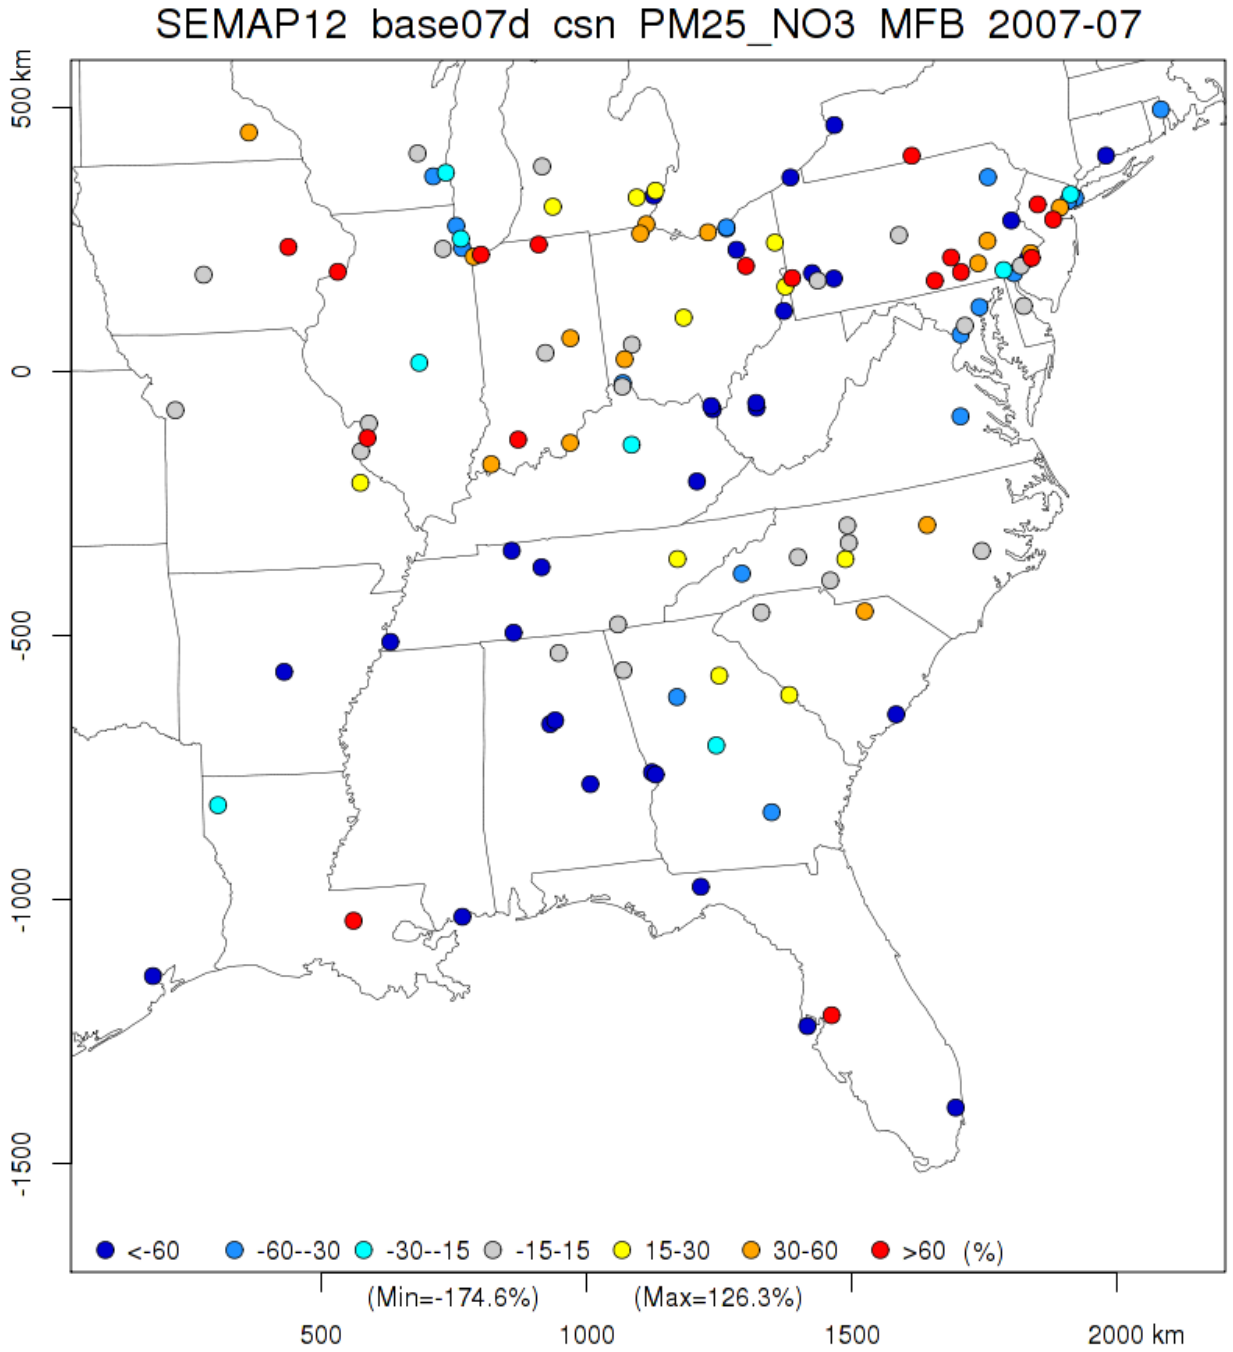 SEMAP12 base07d csn PM25_NO3 MFB 2007-07
500 km
0
-500
-1000
-1500
<-60 -60--30 -30--15 -15-15 15-30 30-60 >60 (%)
(Min=-174.6%) (Max=126.3%)
500 1000 1500 2000 km